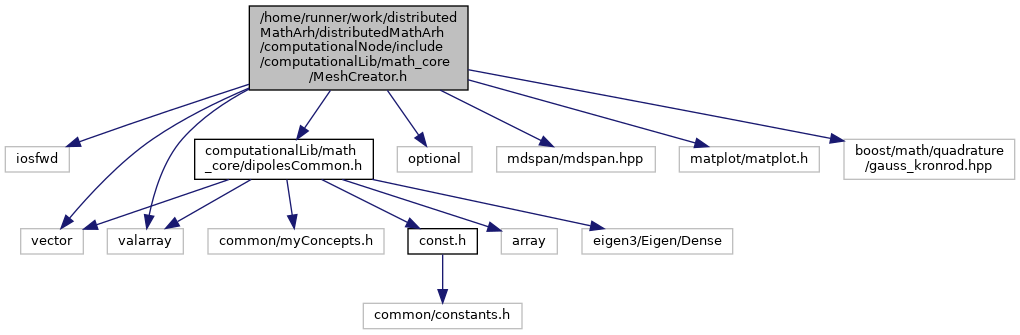 /home/runner/work/distributed
MathArh/distributedMathArh
/computationalNode/include
/computationalLib/math_core
/MeshCreator.h
iosfwd
computationalLib/math
_core/dipolesCommon.h
optional
mdspan/mdspan.hpp
matplot/matplot.h
boost/math/quadrature
/gauss_kronrod.hpp
vector
valarray
common/myConcepts.h
const.h
array
eigen3/Eigen/Dense
common/constants.h